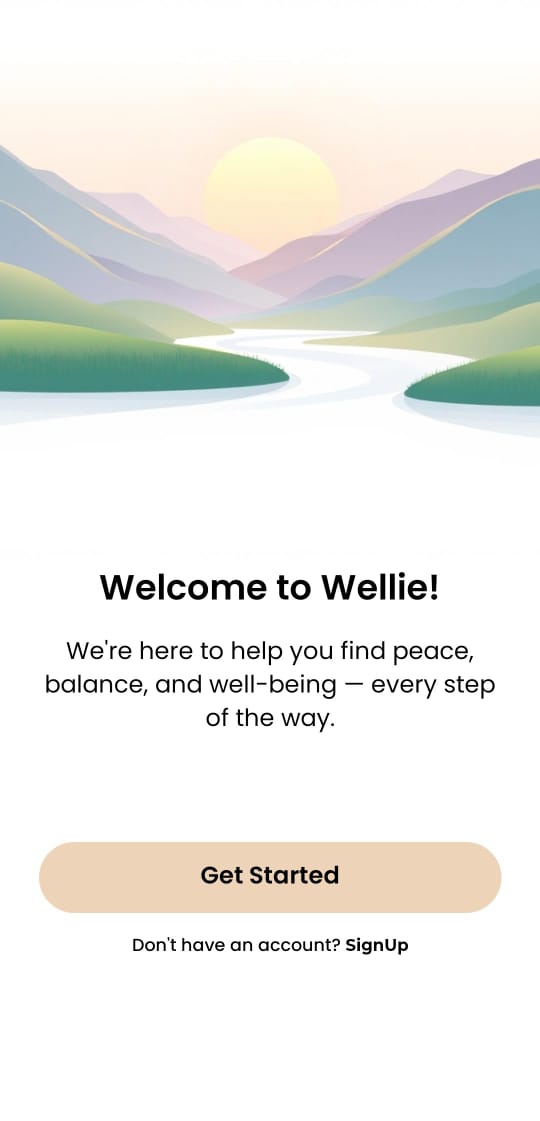 Welcome to Wellie!
We're here to help you find peace,
balance, and well-being — every step
of the way.
Get Started
Don't have an account? SignUp